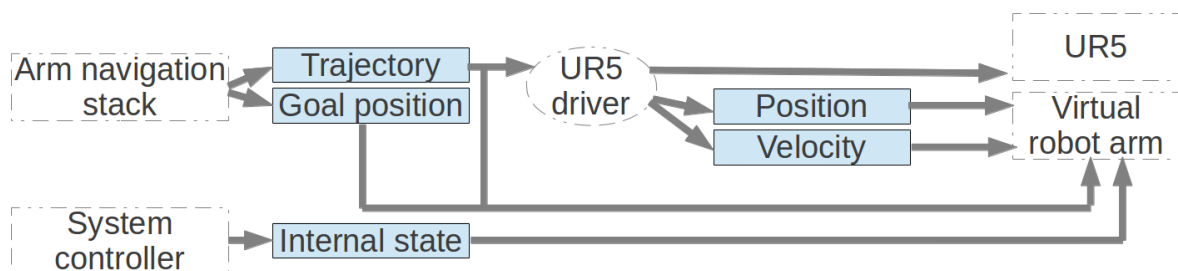 Arm navigation
stack
Trajectory
Goal position
UR5
driver
Position
Velocity
UR5
Virtual
robot arm
System
controller
Internal state